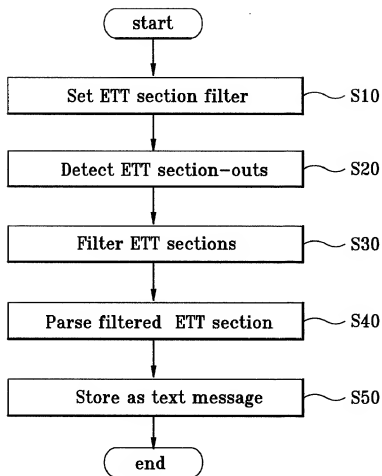 start
Set ETT section filter S10
Detect ETT section-outs S20
Filter ETT sections S30
Parse filtered ETT section S40
Store as text message S50
end